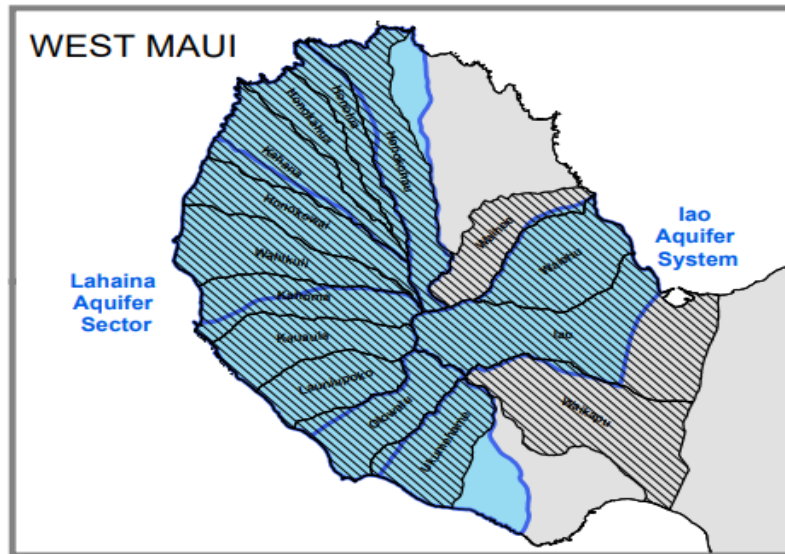 WEST MAUI
Honolua
Honokahua
Honokohau
Kahana
Honokowai
Wahikuli
Kahoma
Kauaula
Launiupoko
Olowalu
Ukumehame
Waihee
Waiehu
Iao
Waikapu
Iao
Aquifer
System
Lahaina
Aquifer
Sector